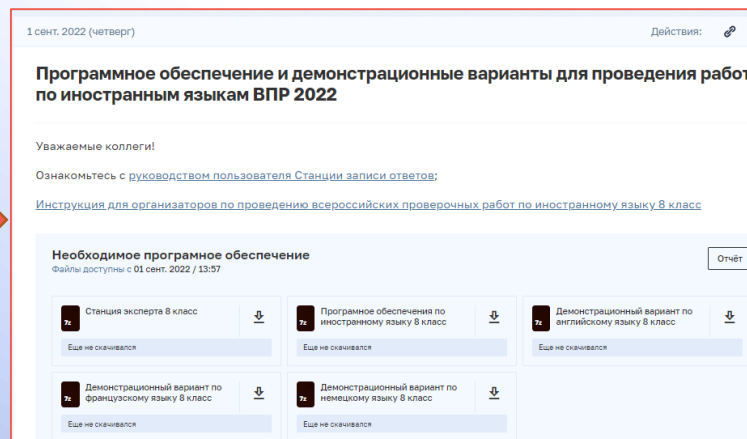 1 сент. 2022 (четверг) Действия:
Программное обеспечение и демонстрационные варианты для проведения работ
по иностранным языкам ВПР 2022
Уважаемые коллеги!
Ознакомьтесь с руководством пользователя Станции записи ответов;
Инструкция для организаторов по проведению всероссийских проверочных работ по иностранному языку 8 класс
Необходимое програмное обеспечение
Отчёт
Файлы доступны с 01 сент. 2022 / 13:57
7z Станция эксперта 8 класс
Еще не скачивался
7z Програмное обеспечения по
иностранному языку 8 класс
Еще не скачивался
7z Демонстрационный вариант по
английскому языку 8 класс
Еще не скачивался
7z Демонстрационный вариант по
французскому языку 8 класс
Еще не скачивался
7z Демонстрационный вариант по
немецкому языку 8 класс
Еще не скачивался